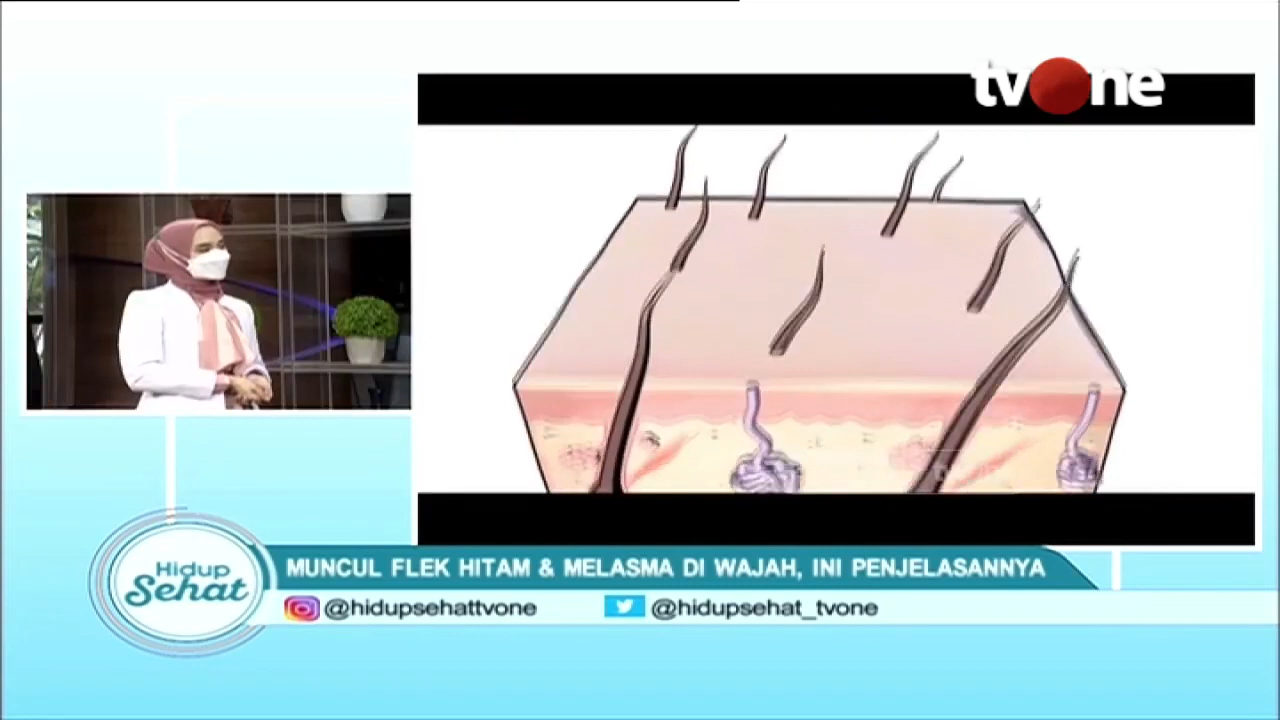 tvOne
Hidup
Sehat
MUNCUL FLEK HITAM & MELASMA DI WAJAH, INI PENJELASANNYA
@hidupsehattvone
@hidupsehat_tvone